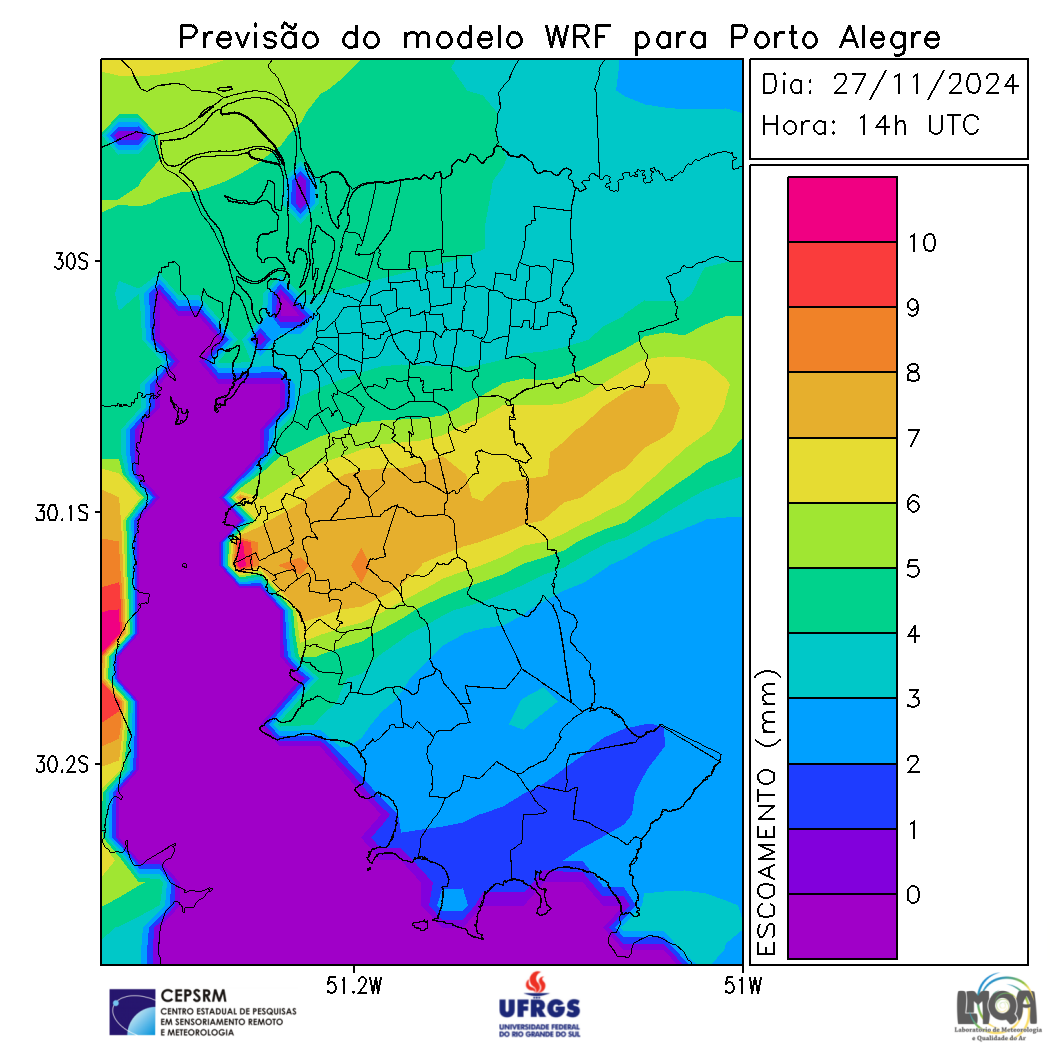 Previsão do modelo WRF para Porto Alegre
Dia: 27/11/2024
Hora: 14h UTC
30S
30.1S
30.2S
51.2W
51W
ESCOAMENTO (mm)
10
9
8
7
6
5
4
3
2
1
0
CEPSRM
CENTRO ESTADUAL DE PESQUISAS
EM SENSORIAMENTO REMOTO
E METEOROLOGIA
UFRGS
UNIVERSIDADE FEDERAL
DO RIO GRANDE DO SUL
LMQA
Laboratório de Meteorologia
e Qualidade do Ar